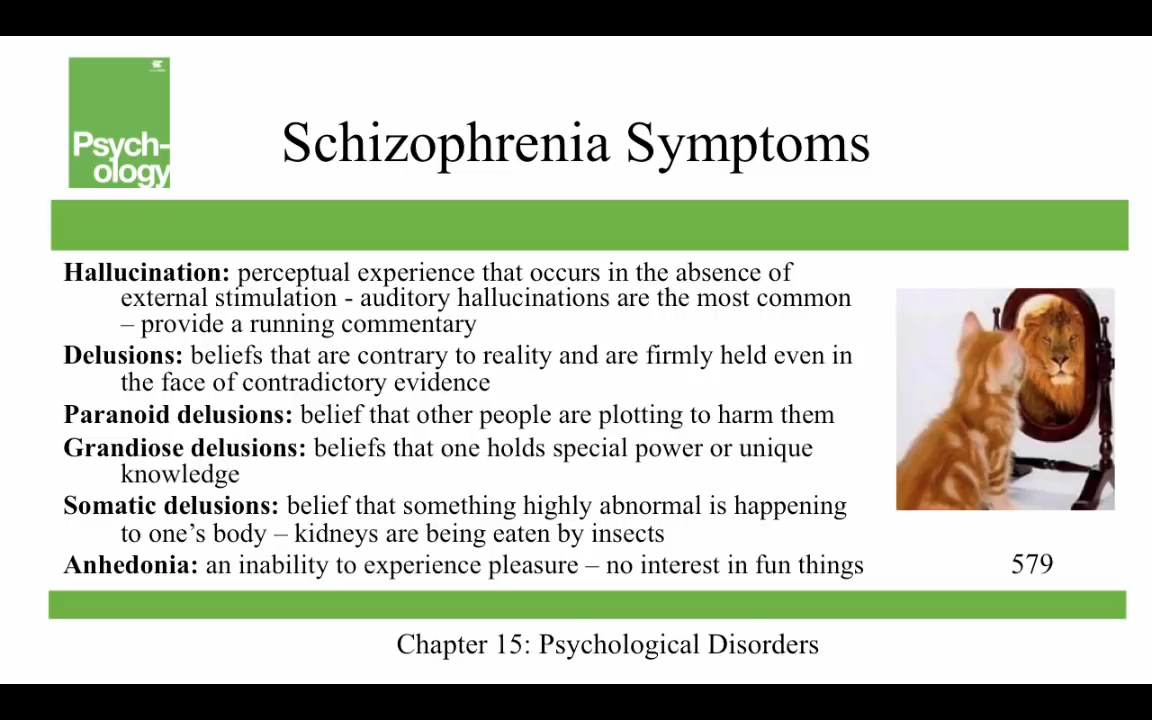 Psych-
ology
Schizophrenia Symptoms
Hallucination: perceptual experience that occurs in the absence of
external stimulation - auditory hallucinations are the most common
– provide a running commentary
Delusions: beliefs that are contrary to reality and are firmly held even in
the face of contradictory evidence
Paranoid delusions: belief that other people are plotting to harm them
Grandiose delusions: beliefs that one holds special power or unique
knowledge
Somatic delusions: belief that something highly abnormal is happening
to one’s body – kidneys are being eaten by insects
Anhedonia: an inability to experience pleasure – no interest in fun things
579
Chapter 15: Psychological Disorders